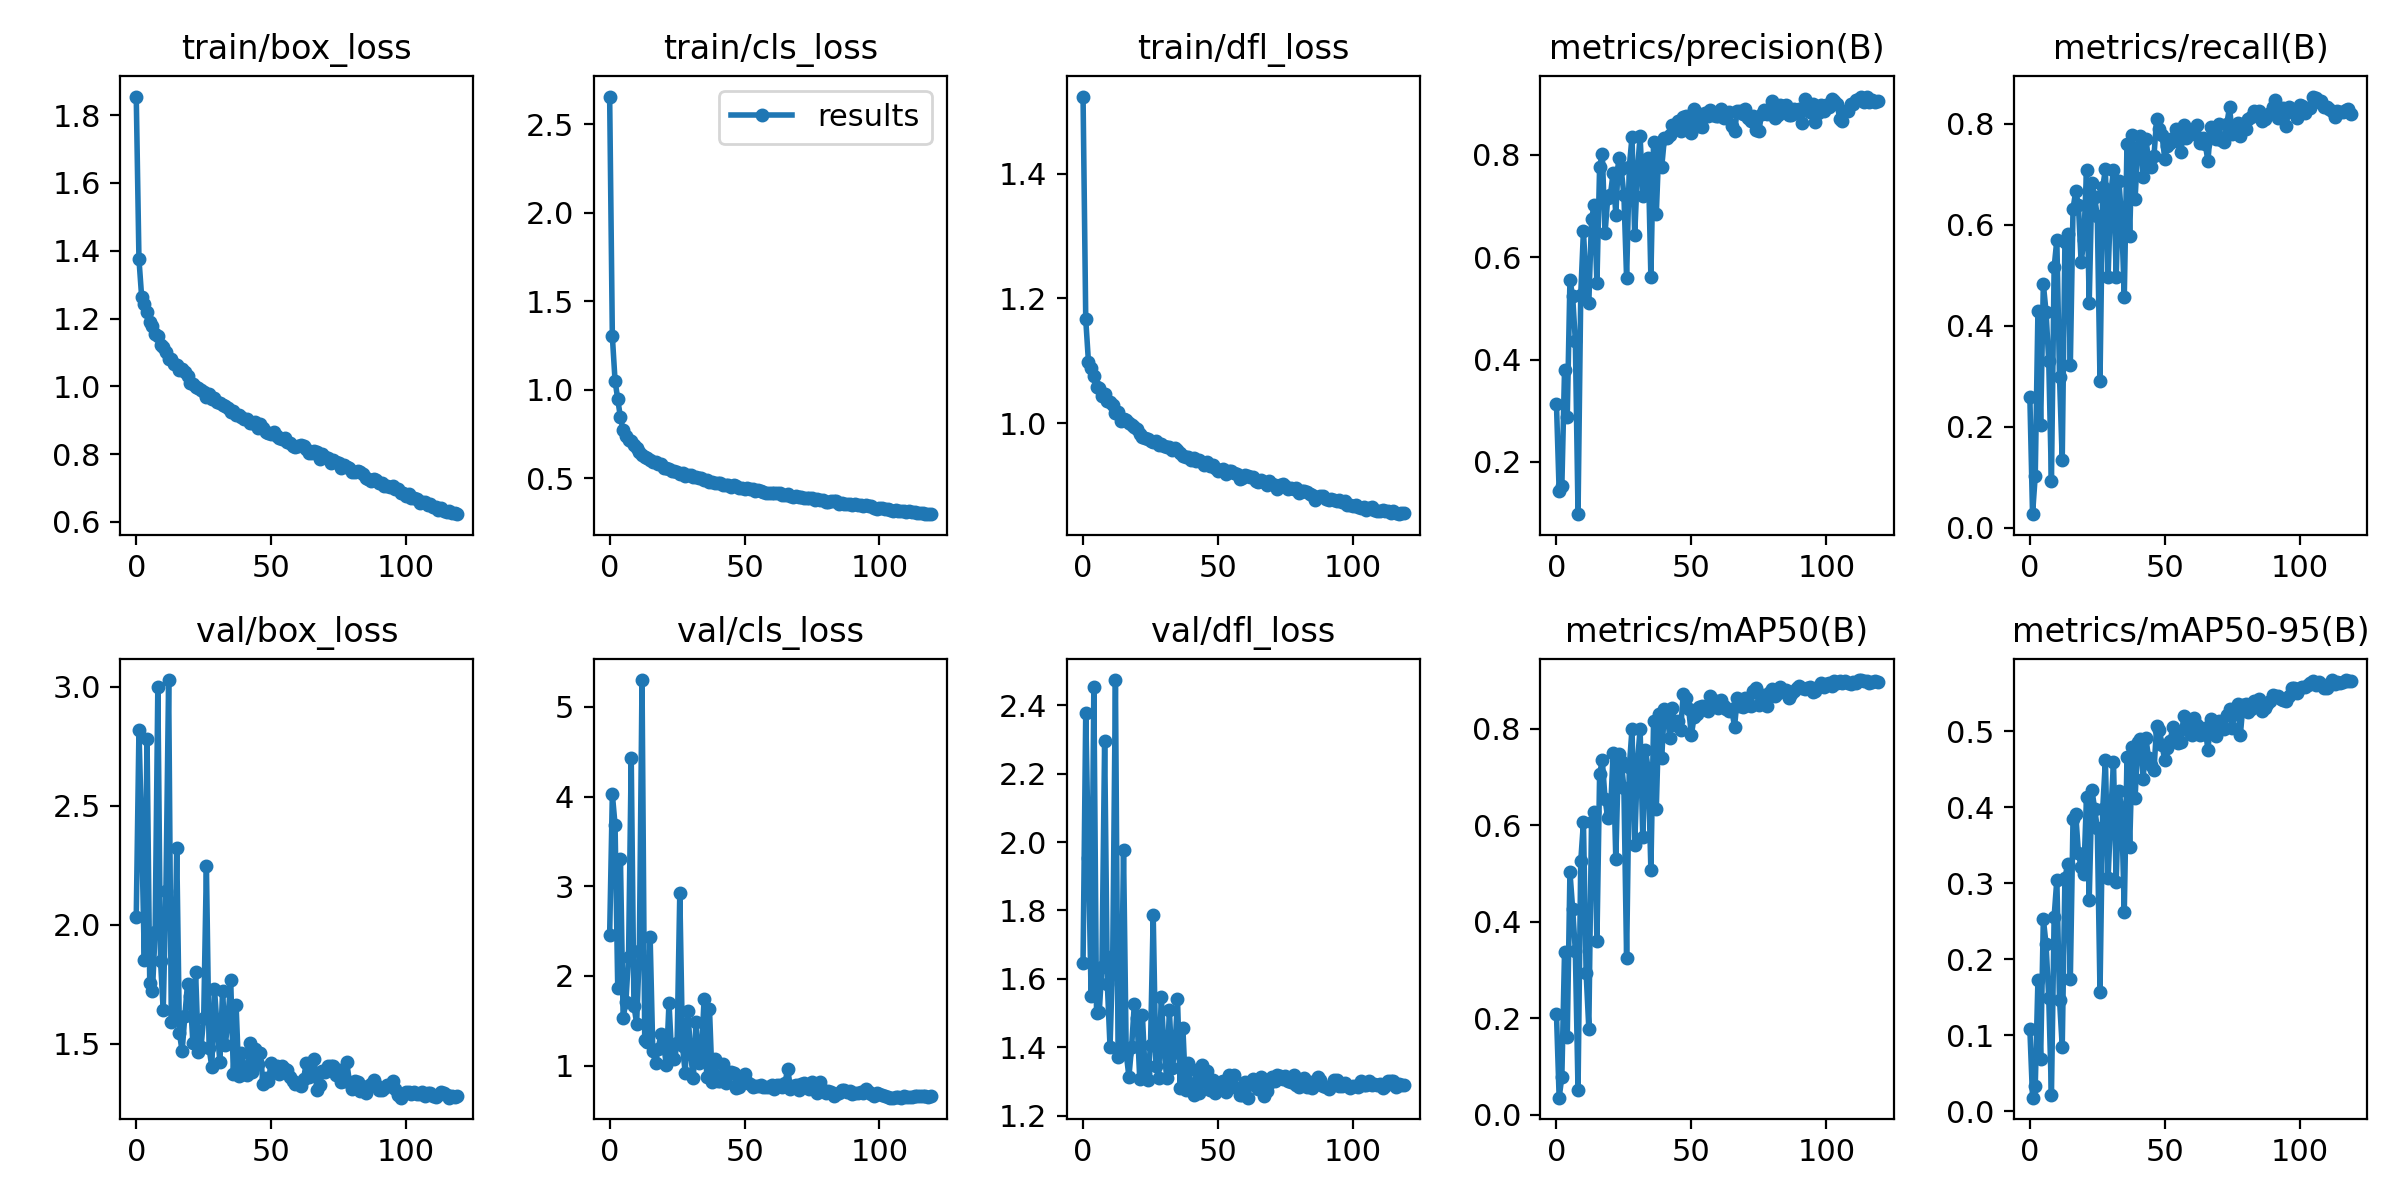 train/box_loss
1.8
1.6
1.4
1.2
1.0
0.8
0.6
0 50 100
train/cls_loss
results
2.5
2.0
1.5
1.0
0.5
0 50 100
train/dfl_loss
1.4
1.2
1.0
0 50 100
metrics/precision(B)
0.8
0.6
0.4
0.2
0 50 100
metrics/recall(B)
0.8
0.6
0.4
0.2
0.0
0 50 100
val/box_loss
3.0
2.5
2.0
1.5
0 50 100
val/cls_loss
5
4
3
2
1
0 50 100
val/dfl_loss
2.4
2.2
2.0
1.8
1.6
1.4
1.2
0 50 100
metrics/mAP50(B)
0.8
0.6
0.4
0.2
0.0
0 50 100
metrics/mAP50-95(B)
0.5
0.4
0.3
0.2
0.1
0.0
0 50 100